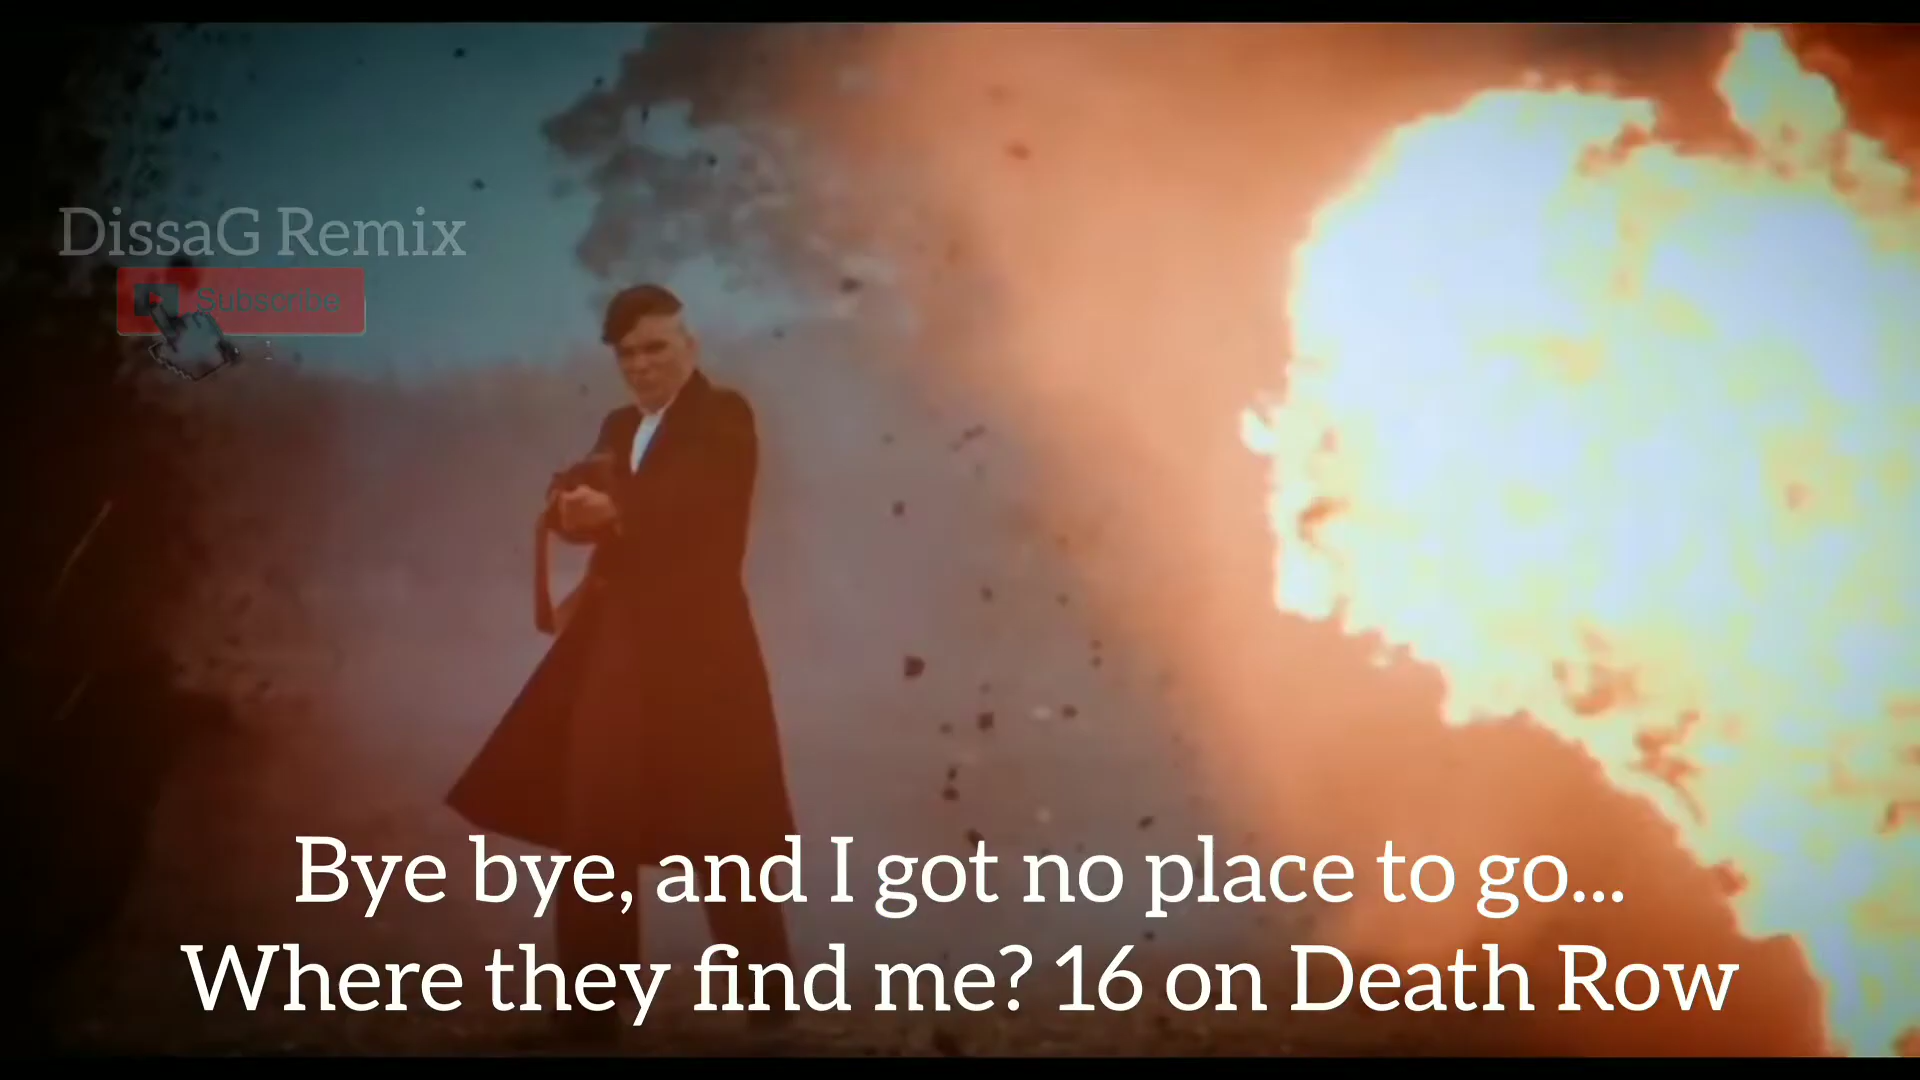 DissaG Remix
Subscribe
Bye bye, and I got no place to go...
Where they find me? 16 on Death Row